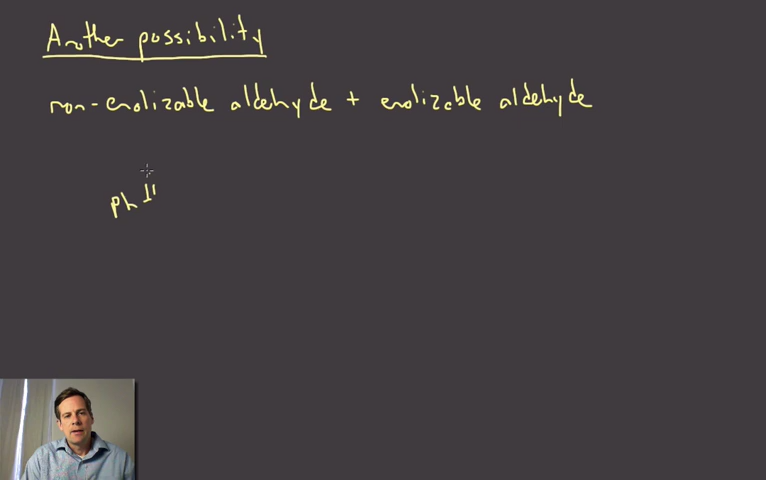 Another possibility
non-enolizable aldehyde + enolizable aldehyde
Ph